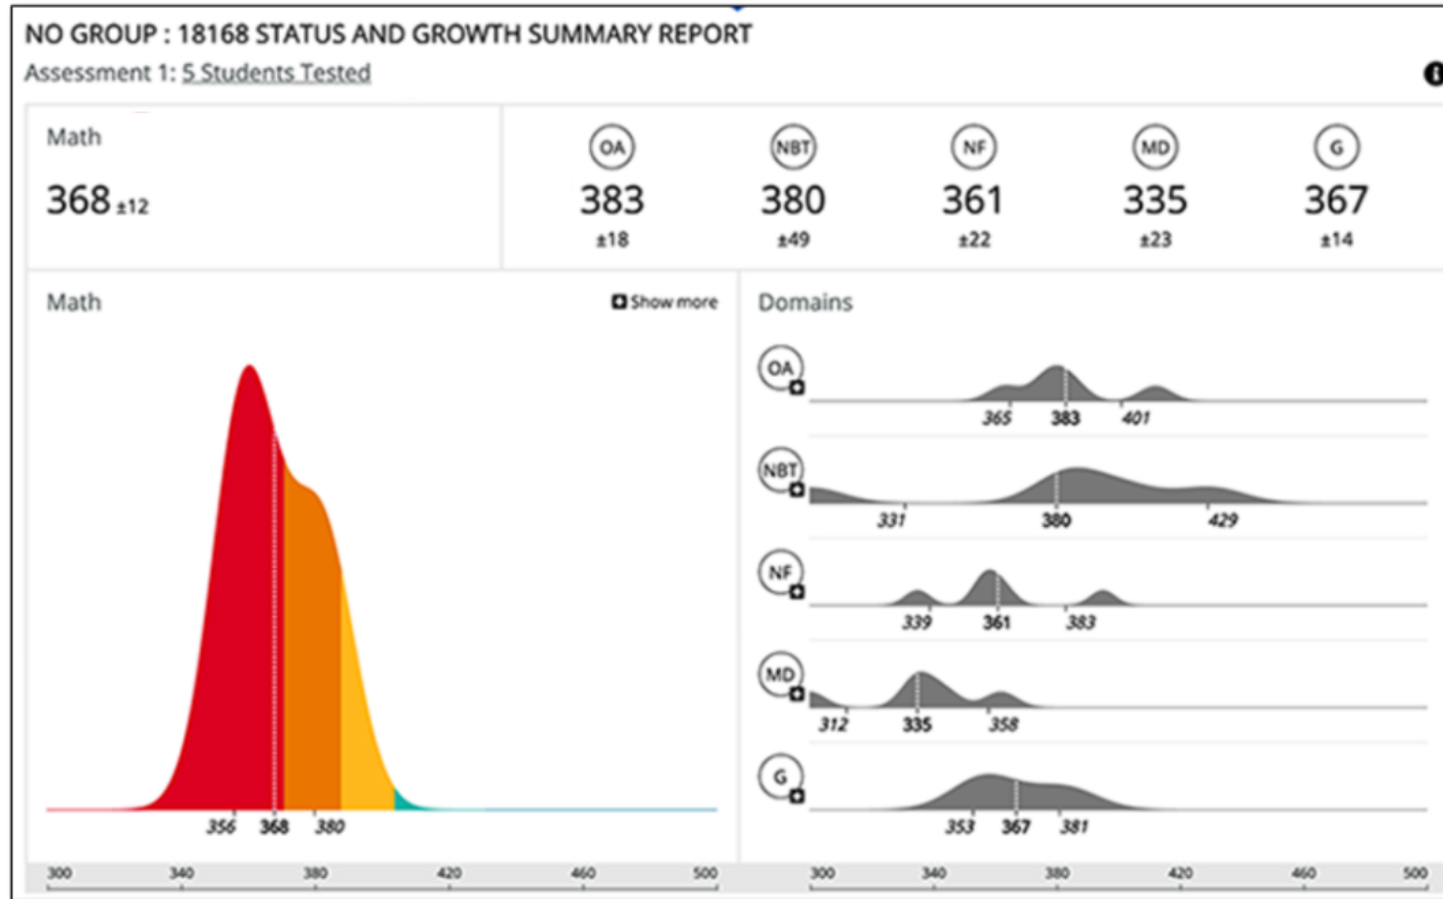 NO GROUP : 18168 STATUS AND GROWTH SUMMARY REPORT
Assessment 1: 5 Students Tested
i
Math
368 ±12
OA NBT NF MD G
383 380 361 335 367
±18 ±49 ±22 ±23 ±14
Math
Show more
356 368 380
300 340 380 420 460 500
Domains
OA
365 383 401
NBT
331 380 429
NF
339 361 383
MD
312 335 358
G
353 367 381
300 340 380 420 460 500